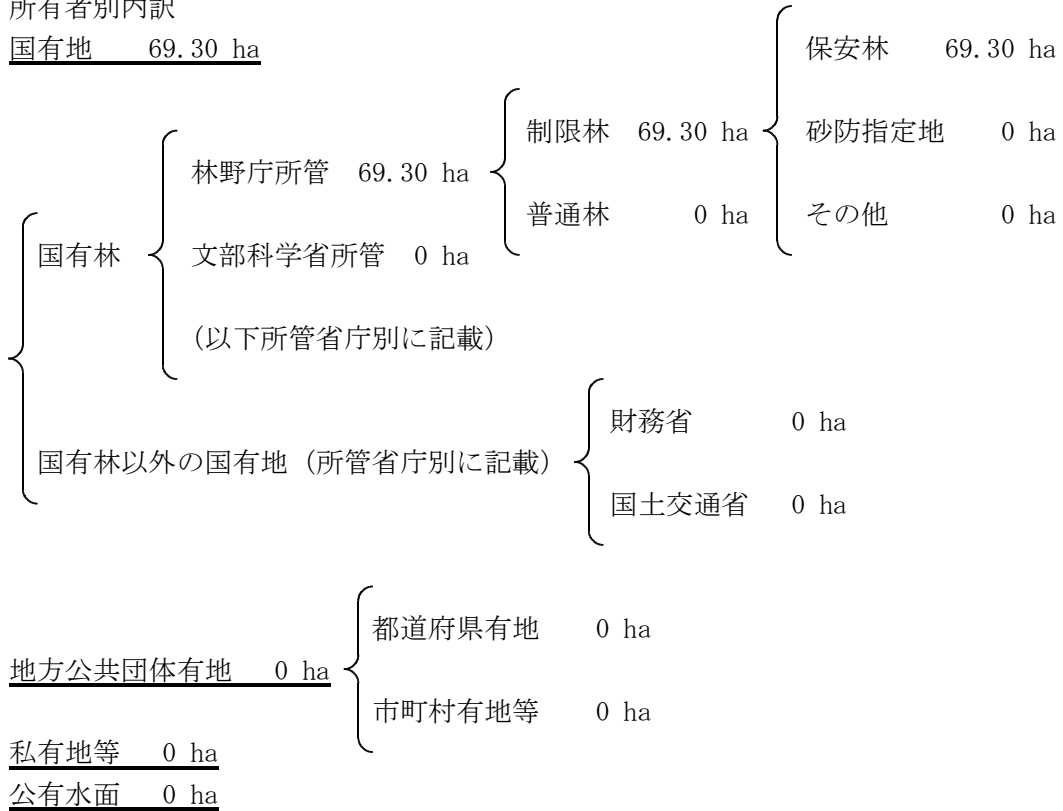 所有者別内訳
国有地　69.30 ha
国有林
林野庁所管　69.30 ha
制限林　69.30 ha
保安林　69.30 ha
砂防指定地　0 ha
その他　0 ha
普通林　0 ha
文部科学省所管　0 ha
（以下所管省庁別に記載）
国有林以外の国有地（所管省庁別に記載）
財務省　0 ha
国土交通省　0 ha
地方公共団体有地　0 ha
都道府県有地　0 ha
市町村有地等　0 ha
私有地等　0 ha
公有水面　0 ha